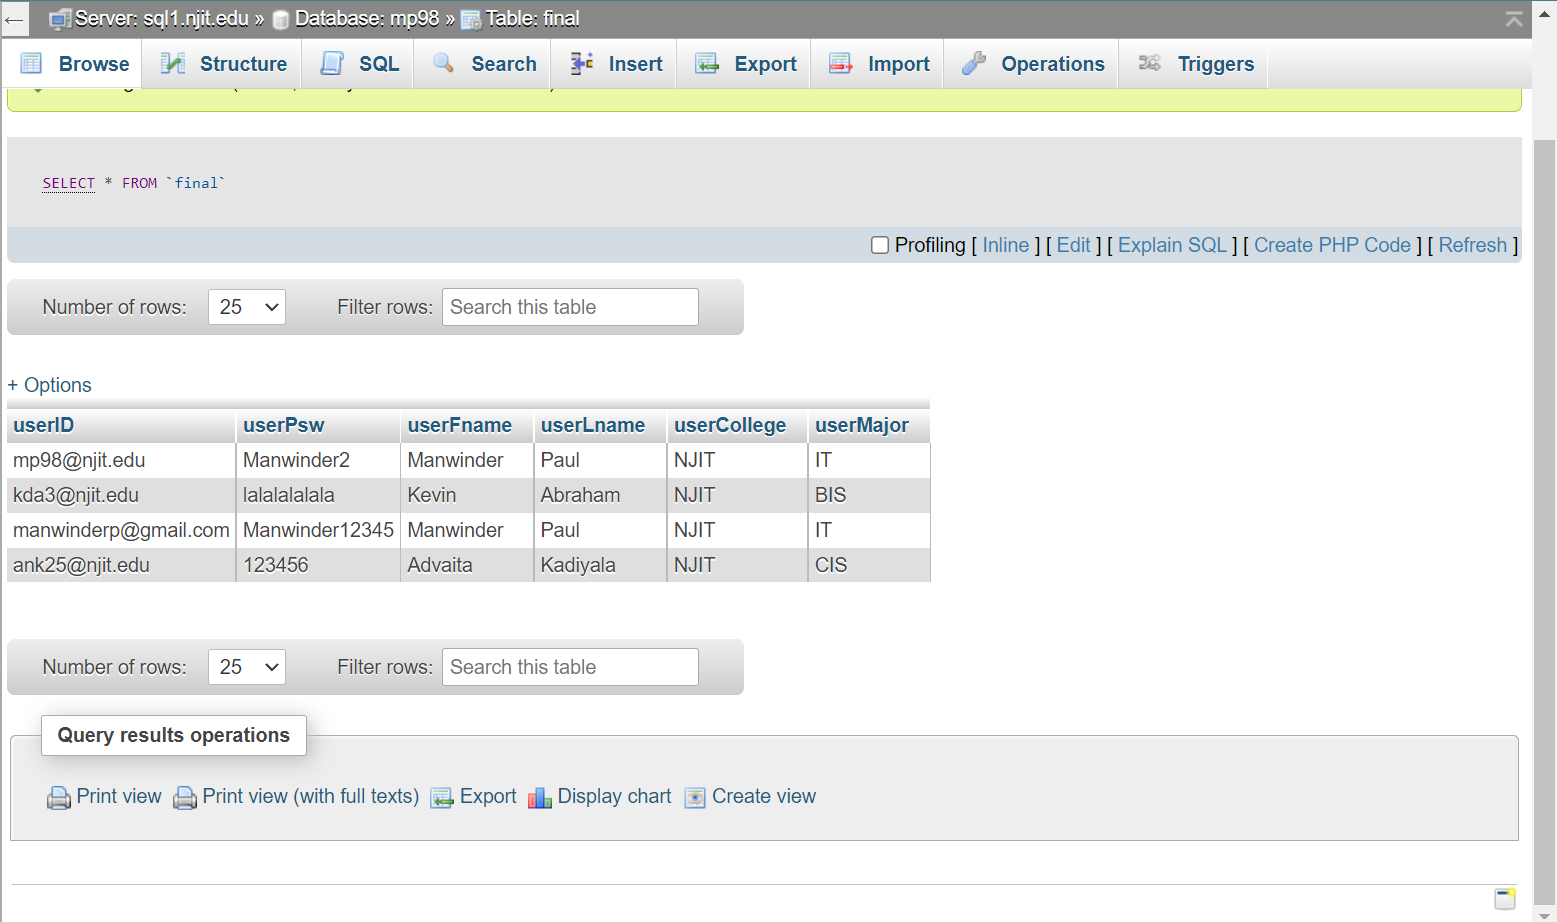 Server: sql1.njit.edu » Database: mp98 » Table: final
Browse Structure SQL Search Insert Export Import Operations Triggers
SELECT * FROM `final`
Profiling [ Inline ] [ Edit ] [ Explain SQL ] [ Create PHP Code ] [ Refresh ]
Number of rows: 25 Filter rows: Search this table
+ Options
userID userPsw userFname userLname userCollege userMajor
mp98@njit.edu Manwinder2 Manwinder Paul NJIT IT
kda3@njit.edu lalalalalala Kevin Abraham NJIT BIS
manwinderp@gmail.com Manwinder12345 Manwinder Paul NJIT IT
ank25@njit.edu 123456 Advaita Kadiyala NJIT CIS
Number of rows: 25 Filter rows: Search this table
Query results operations
Print view Print view (with full texts) Export Display chart Create view